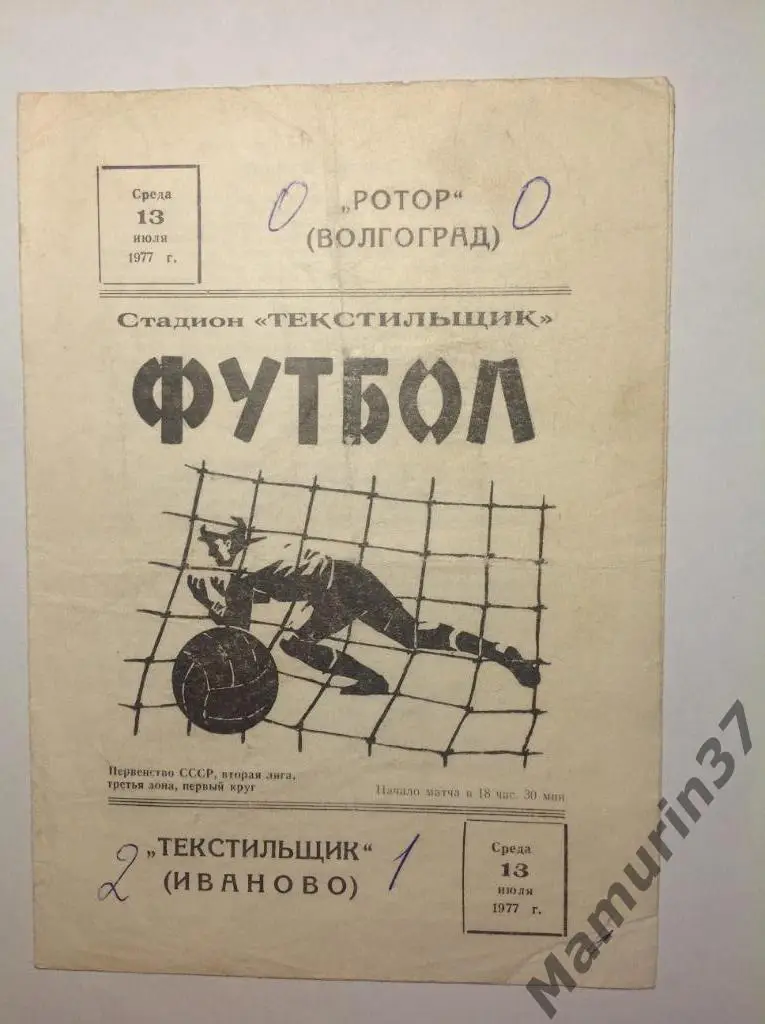 Среда
13
июля
1977 г.
0 „РОТОР“ 0
(ВОЛГОГРАД)
Стадион «ТЕКСТИЛЬЩИК»
ФУТБОЛ
Первенство СССР, вторая лига,
третья зона, первый круг
Начало матча в 18 час. 30 мин
2 „ТЕКСТИЛЬЩИК“ 1
(ИВАНОВО)
Среда
13
июля
1977 г.
Mamurin37